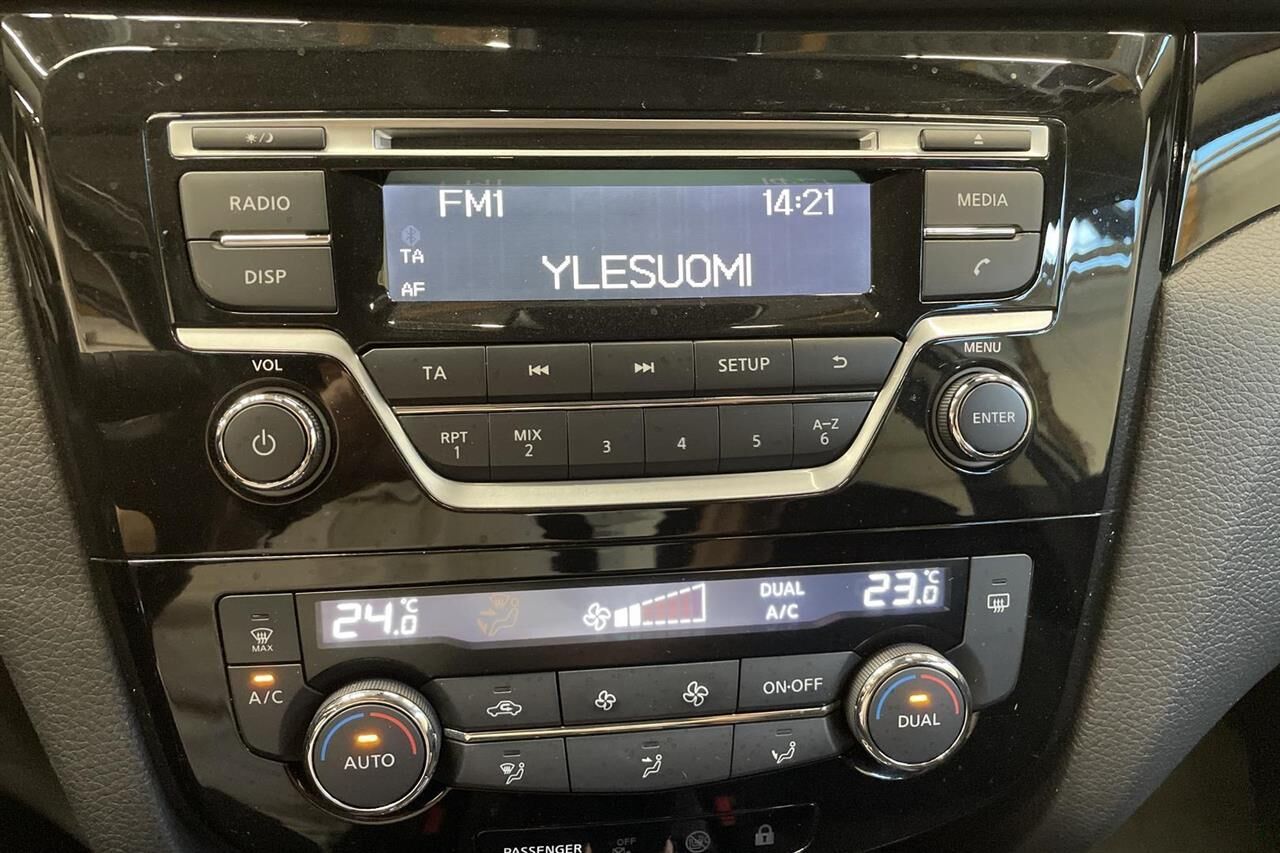 RADIO
DISP
FM1 14:21
TA
AF
YLESUOMI
MEDIA
VOL
TA
SETUP
MENU
ENTER
RPT 1
MIX 2
3
4
5
A-Z 6
24.0 °C
DUAL
A/C
23.0 °C
MAX
A/C
AUTO
ON·OFF
DUAL
PASSENGER
OFF